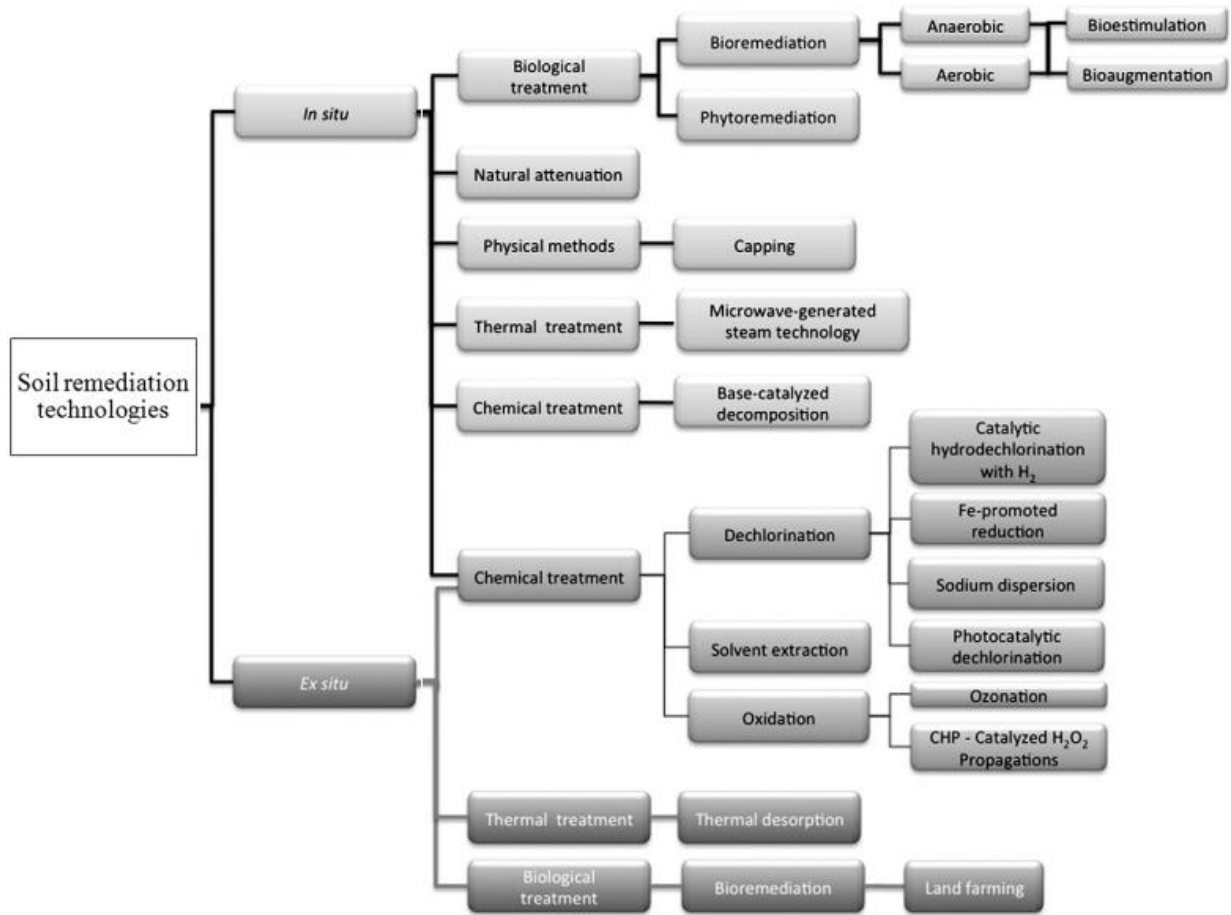 Soil remediation
technologies
In situ
Biological
treatment
Bioremediation
Anaerobic
Aerobic
Bioestimulation
Bioaugmentation
Phytoremediation
Natural attenuation
Physical methods
Capping
Thermal treatment
Microwave-generated
steam technology
Chemical treatment
Base-catalyzed
decomposition
Chemical treatment
Dechlorination
Catalytic
hydrodechlorination
with H₂
Fe-promoted
reduction
Sodium dispersion
Photocatalytic
dechlorination
Solvent extraction
Oxidation
Ozonation
CHP - Catalyzed H₂O₂
Propagations
Ex situ
Thermal treatment
Thermal desorption
Biological
treatment
Bioremediation
Land farming